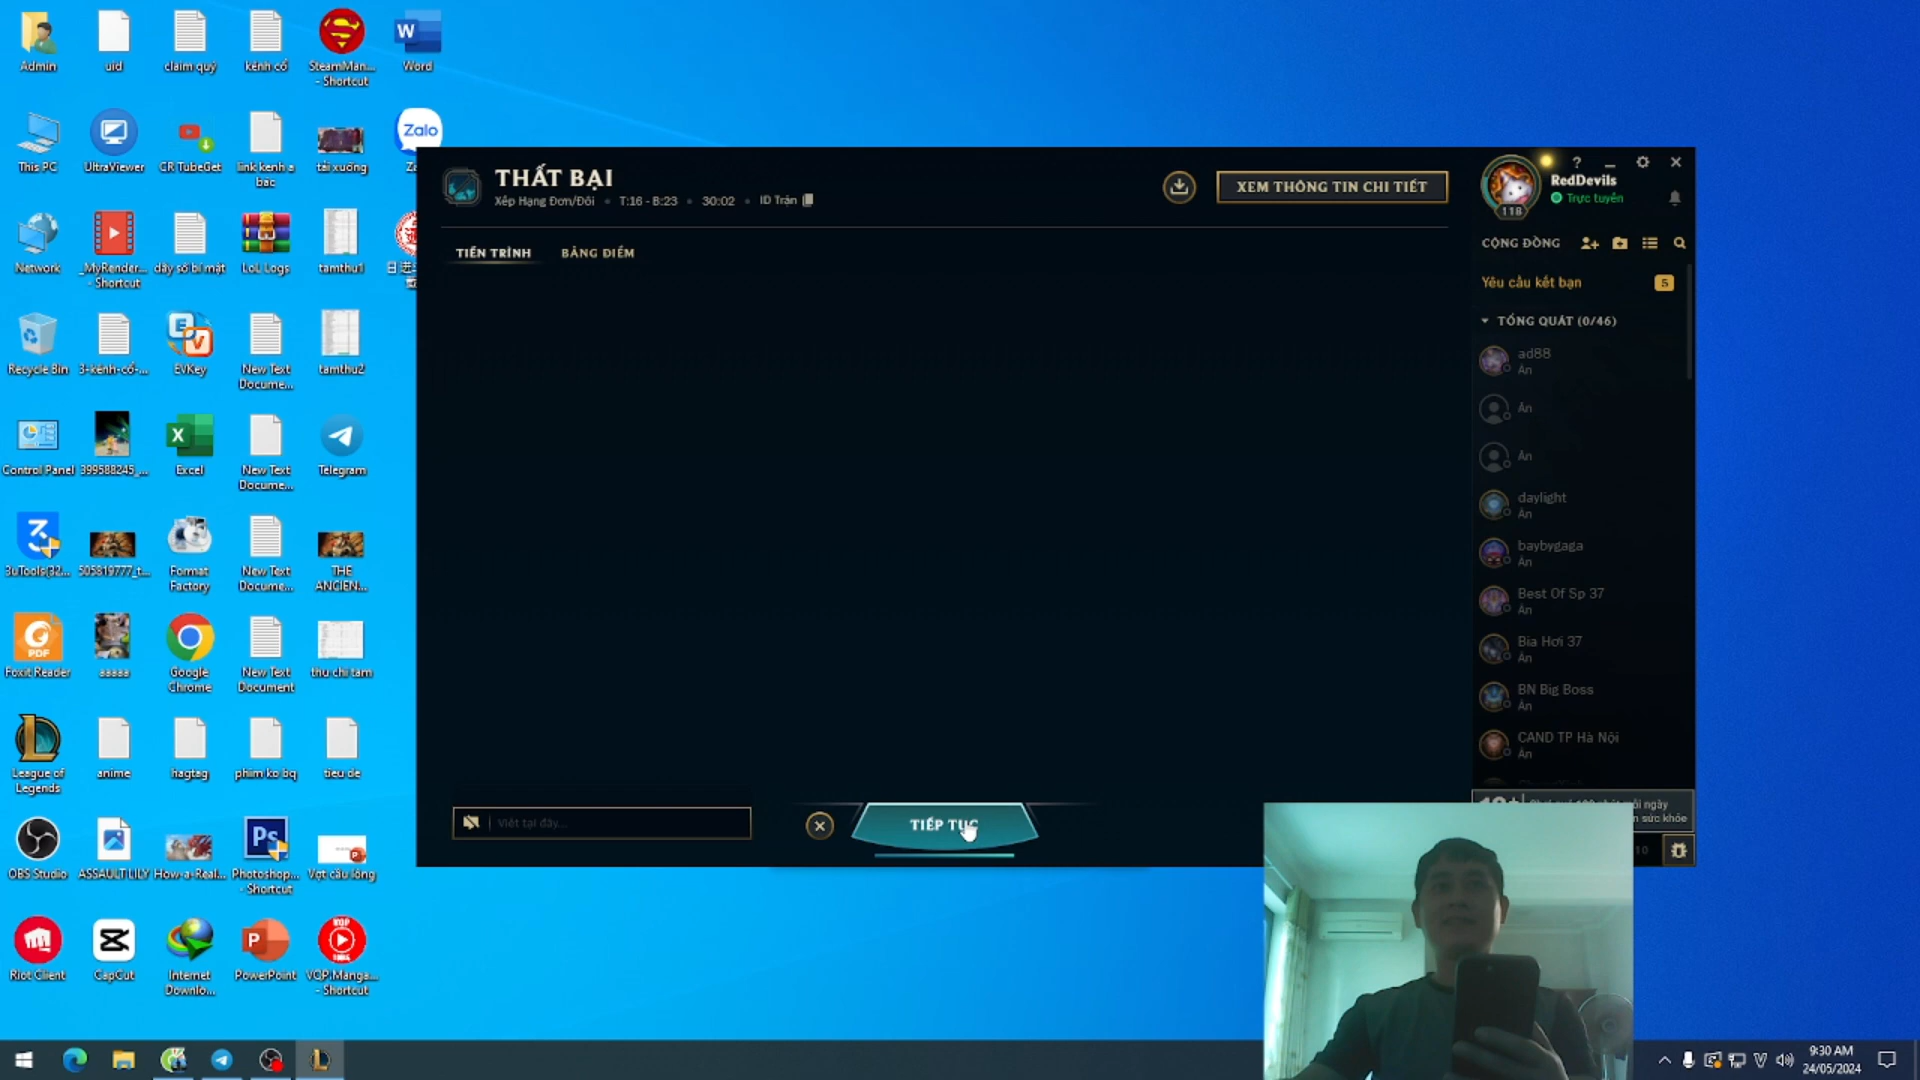 Admin
uid
claim quý
kênh cổ
SteamMan...
- Shortcut
Word
This PC
UltraViewer
CR TubeGet
link kenh a
bac
tải xuống
Zalo
Network
_MyRender...
- Shortcut
dãy số bí mật
LoL Logs
tamthu1
Recycle Bin
3-kênh-cổ-...
EVKey
New Text
Docume...
tamthu2
Control Panel
399588245_...
Excel
New Text
Docume...
Telegram
3uTools(32...
505819777_t...
Format
Factory
New Text
Docume...
THE
ANCIEN...
Foxit Reader
aaaaa
Google
Chrome
New Text
Document
thu chi tam
League of
Legends
anime
hagtag
phim ko bq
tieu de
OBS Studio
ASSAULT LILY
How-a-Real...
Photoshop...
- Shortcut
Vợt cầu lông
Riot Client
CapCut
Internet
Downlo...
PowerPoint
VQP.Manga...
- Shortcut
THẤT BẠI
Xếp Hạng Đơn/Đôi • T:16 - B:23 • 30:02 • ID Trận
XEM THÔNG TIN CHI TIẾT
TIẾN TRÌNH
BẢNG ĐIỂM
Viết tại đây...
TIẾP TỤC
RedDevils
Trực tuyến
118
CỘNG ĐỒNG
Yêu cầu kết bạn
5
TỔNG QUÁT (0/46)
ad88
Ẩn
Ẩn
Ẩn
daylight
Ẩn
baybygaga
Ẩn
Best Of Sp 37
Ẩn
Bia Hơi 37
Ẩn
BN Big Boss
Ẩn
CAND TP Hà Nội
Ẩn
9:30 AM
24/05/2024